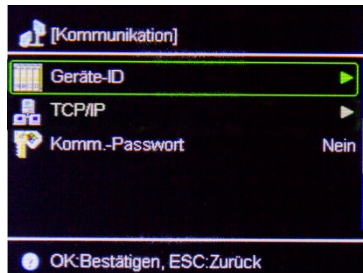 [Kommunikation]
Geräte-ID
TCP/IP
Komm.-Passwort Nein
OK:Bestätigen, ESC:Zurück